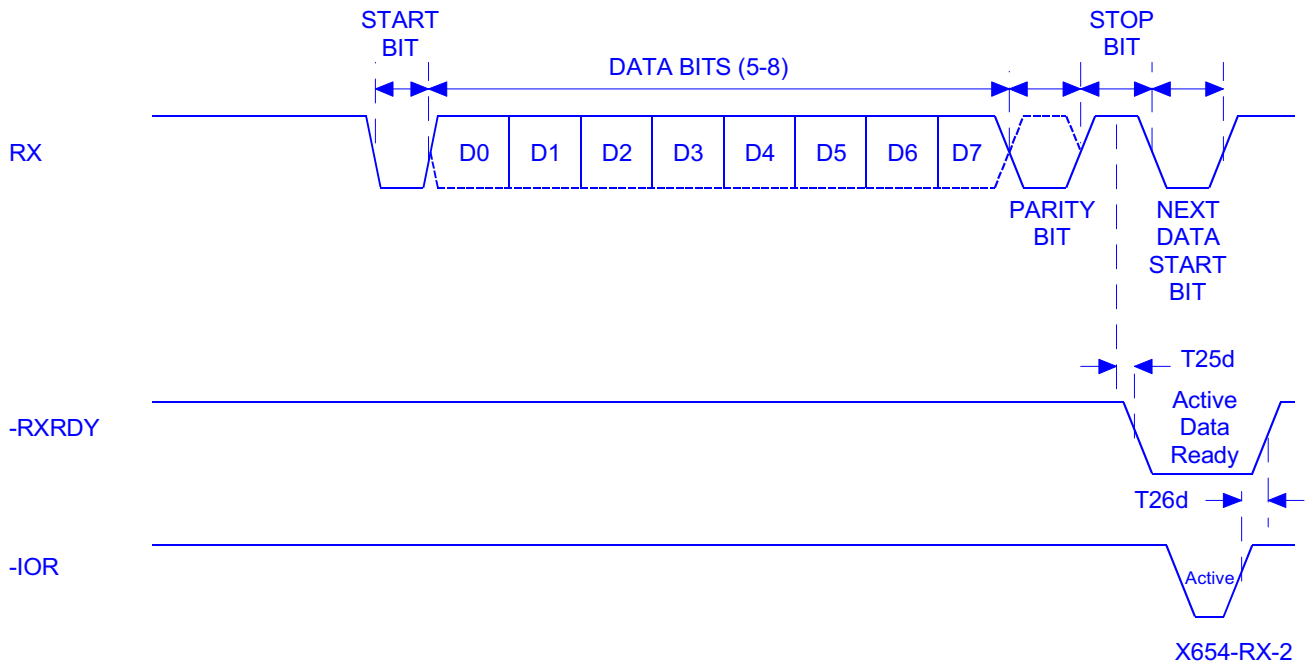 START
BIT
STOP
BIT
DATA BITS (5-8)
RX
D0 D1 D2 D3 D4 D5 D6 D7
PARITY
BIT
NEXT
DATA
START
BIT
T25d
-RXRDY
Active
Data
Ready
T26d
-IOR
Active
X654-RX-2